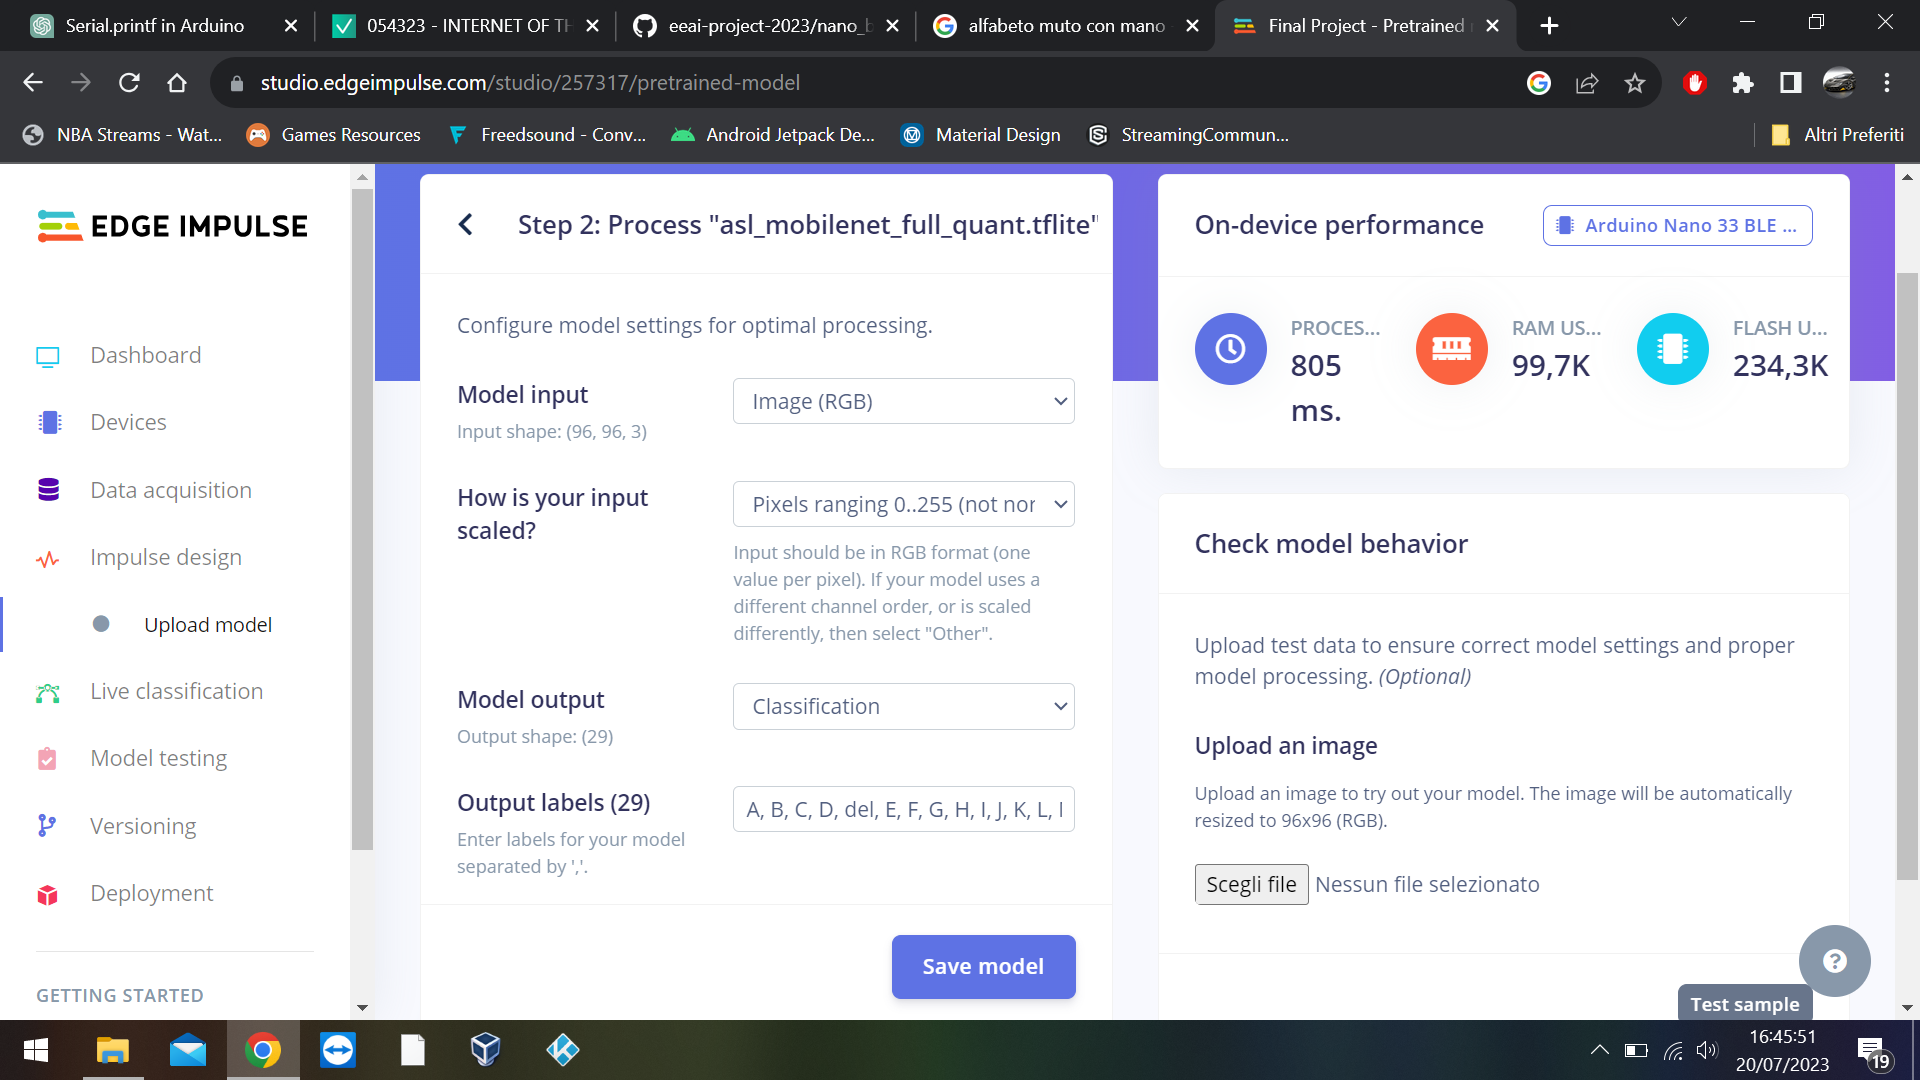 Serial.printf in Arduino
054323 - INTERNET OF TH
eeai-project-2023/nano_b
alfabeto muto con mano -
Final Project - Pretrained
studio.edgeimpulse.com/studio/257317/pretrained-model
NBA Streams - Wat...
Games Resources
Freedsound - Conv...
Android Jetpack De...
Material Design
StreamingCommun...
Altri Preferiti
EDGE IMPULSE
Dashboard
Devices
Data acquisition
Impulse design
Upload model
Live classification
Model testing
Versioning
Deployment
GETTING STARTED
Step 2: Process "asl_mobilenet_full_quant.tflite"
Configure model settings for optimal processing.
Model input
Input shape: (96, 96, 3)
Image (RGB)
How is your input
scaled?
Pixels ranging 0..255 (not nor
Input should be in RGB format (one
value per pixel). If your model uses a
different channel order, or is scaled
differently, then select "Other".
Model output
Output shape: (29)
Classification
Output labels (29)
Enter labels for your model
separated by ','.
A, B, C, D, del, E, F, G, H, I, J, K, L,
Save model
On-device performance
Arduino Nano 33 BLE ...
PROCES...
805
ms.
RAM US...
99,7K
FLASH U...
234,3K
Check model behavior
Upload test data to ensure correct model settings and proper
model processing. (Optional)
Upload an image
Upload an image to try out your model. The image will be automatically
resized to 96x96 (RGB).
Scegli file
Nessun file selezionato
?
Test sample
16:45:51
20/07/2023
19